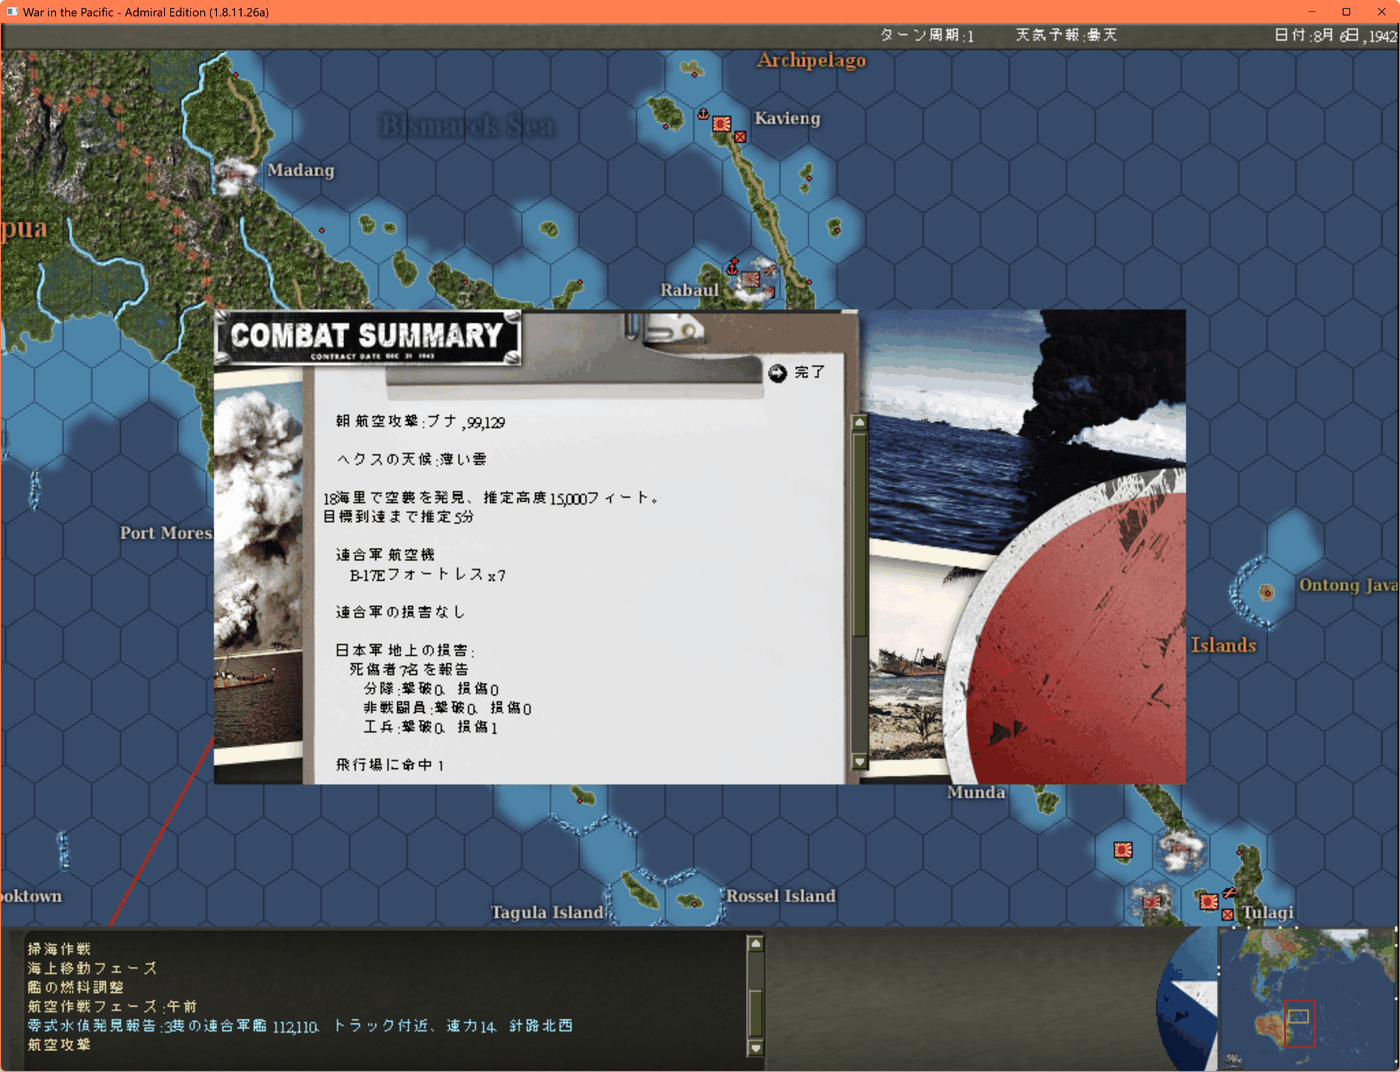 War in the Pacific - Admiral Edition (1.8.11.26a)
ターン周期:1
天気予報:曇天
日付:8月 6日,1942
Archipelago
Bismarck Sea
Kavieng
Madang
pua
Rabaul
COMBAT SUMMARY
CONTRACT DATE DEC 31 1942
完了
朝 航空攻撃:ブナ ,99,129
ヘクスの天候:薄い雲
18海里で空襲を発見、推定高度15,000フィート。
目標到達まで推定5分
連合軍 航空機
B-17Eフォートレス x 7
連合軍の損害なし
日本軍 地上の損害:
死傷者7名を報告
分隊:撃破0、損傷0
非戦闘員:撃破0、損傷0
工兵:撃破0、損傷1
飛行場に命中 1
Port Mores
Ontong Java
Islands
Munda
ooktown
Tagula Island
Rossel Island
Tulagi
掃海作戦
海上移動フェーズ
艦の燃料調整
航空作戦フェーズ:午前
零式水偵発見報告:3隻の連合軍艦 112,110、トラック付近、速力14、針路北西
航空攻撃